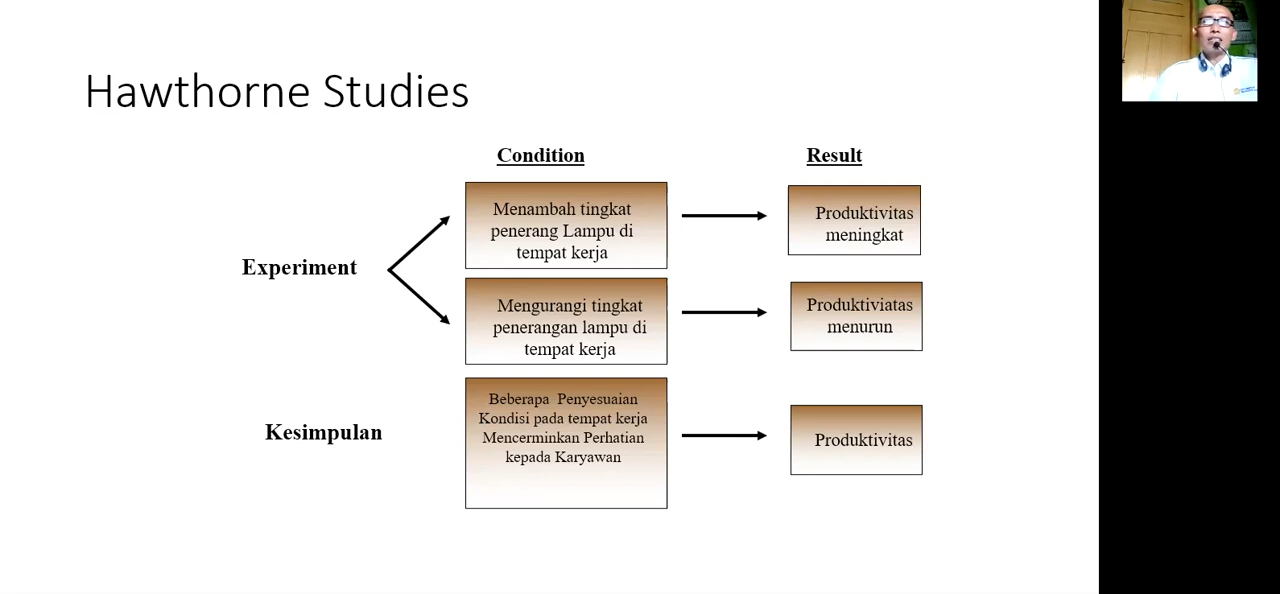 Hawthorne Studies
Condition
Result
Experiment
Menambah tingkat
penerang Lampu di
tempat kerja
Produktivitas
meningkat
Mengurangi tingkat
penerangan lampu di
tempat kerja
Produktiviatas
menurun
Kesimpulan
Beberapa  Penyesuaian
Kondisi pada tempat kerja
Mencerminkan Perhatian
kepada Karyawan
Produktivitas